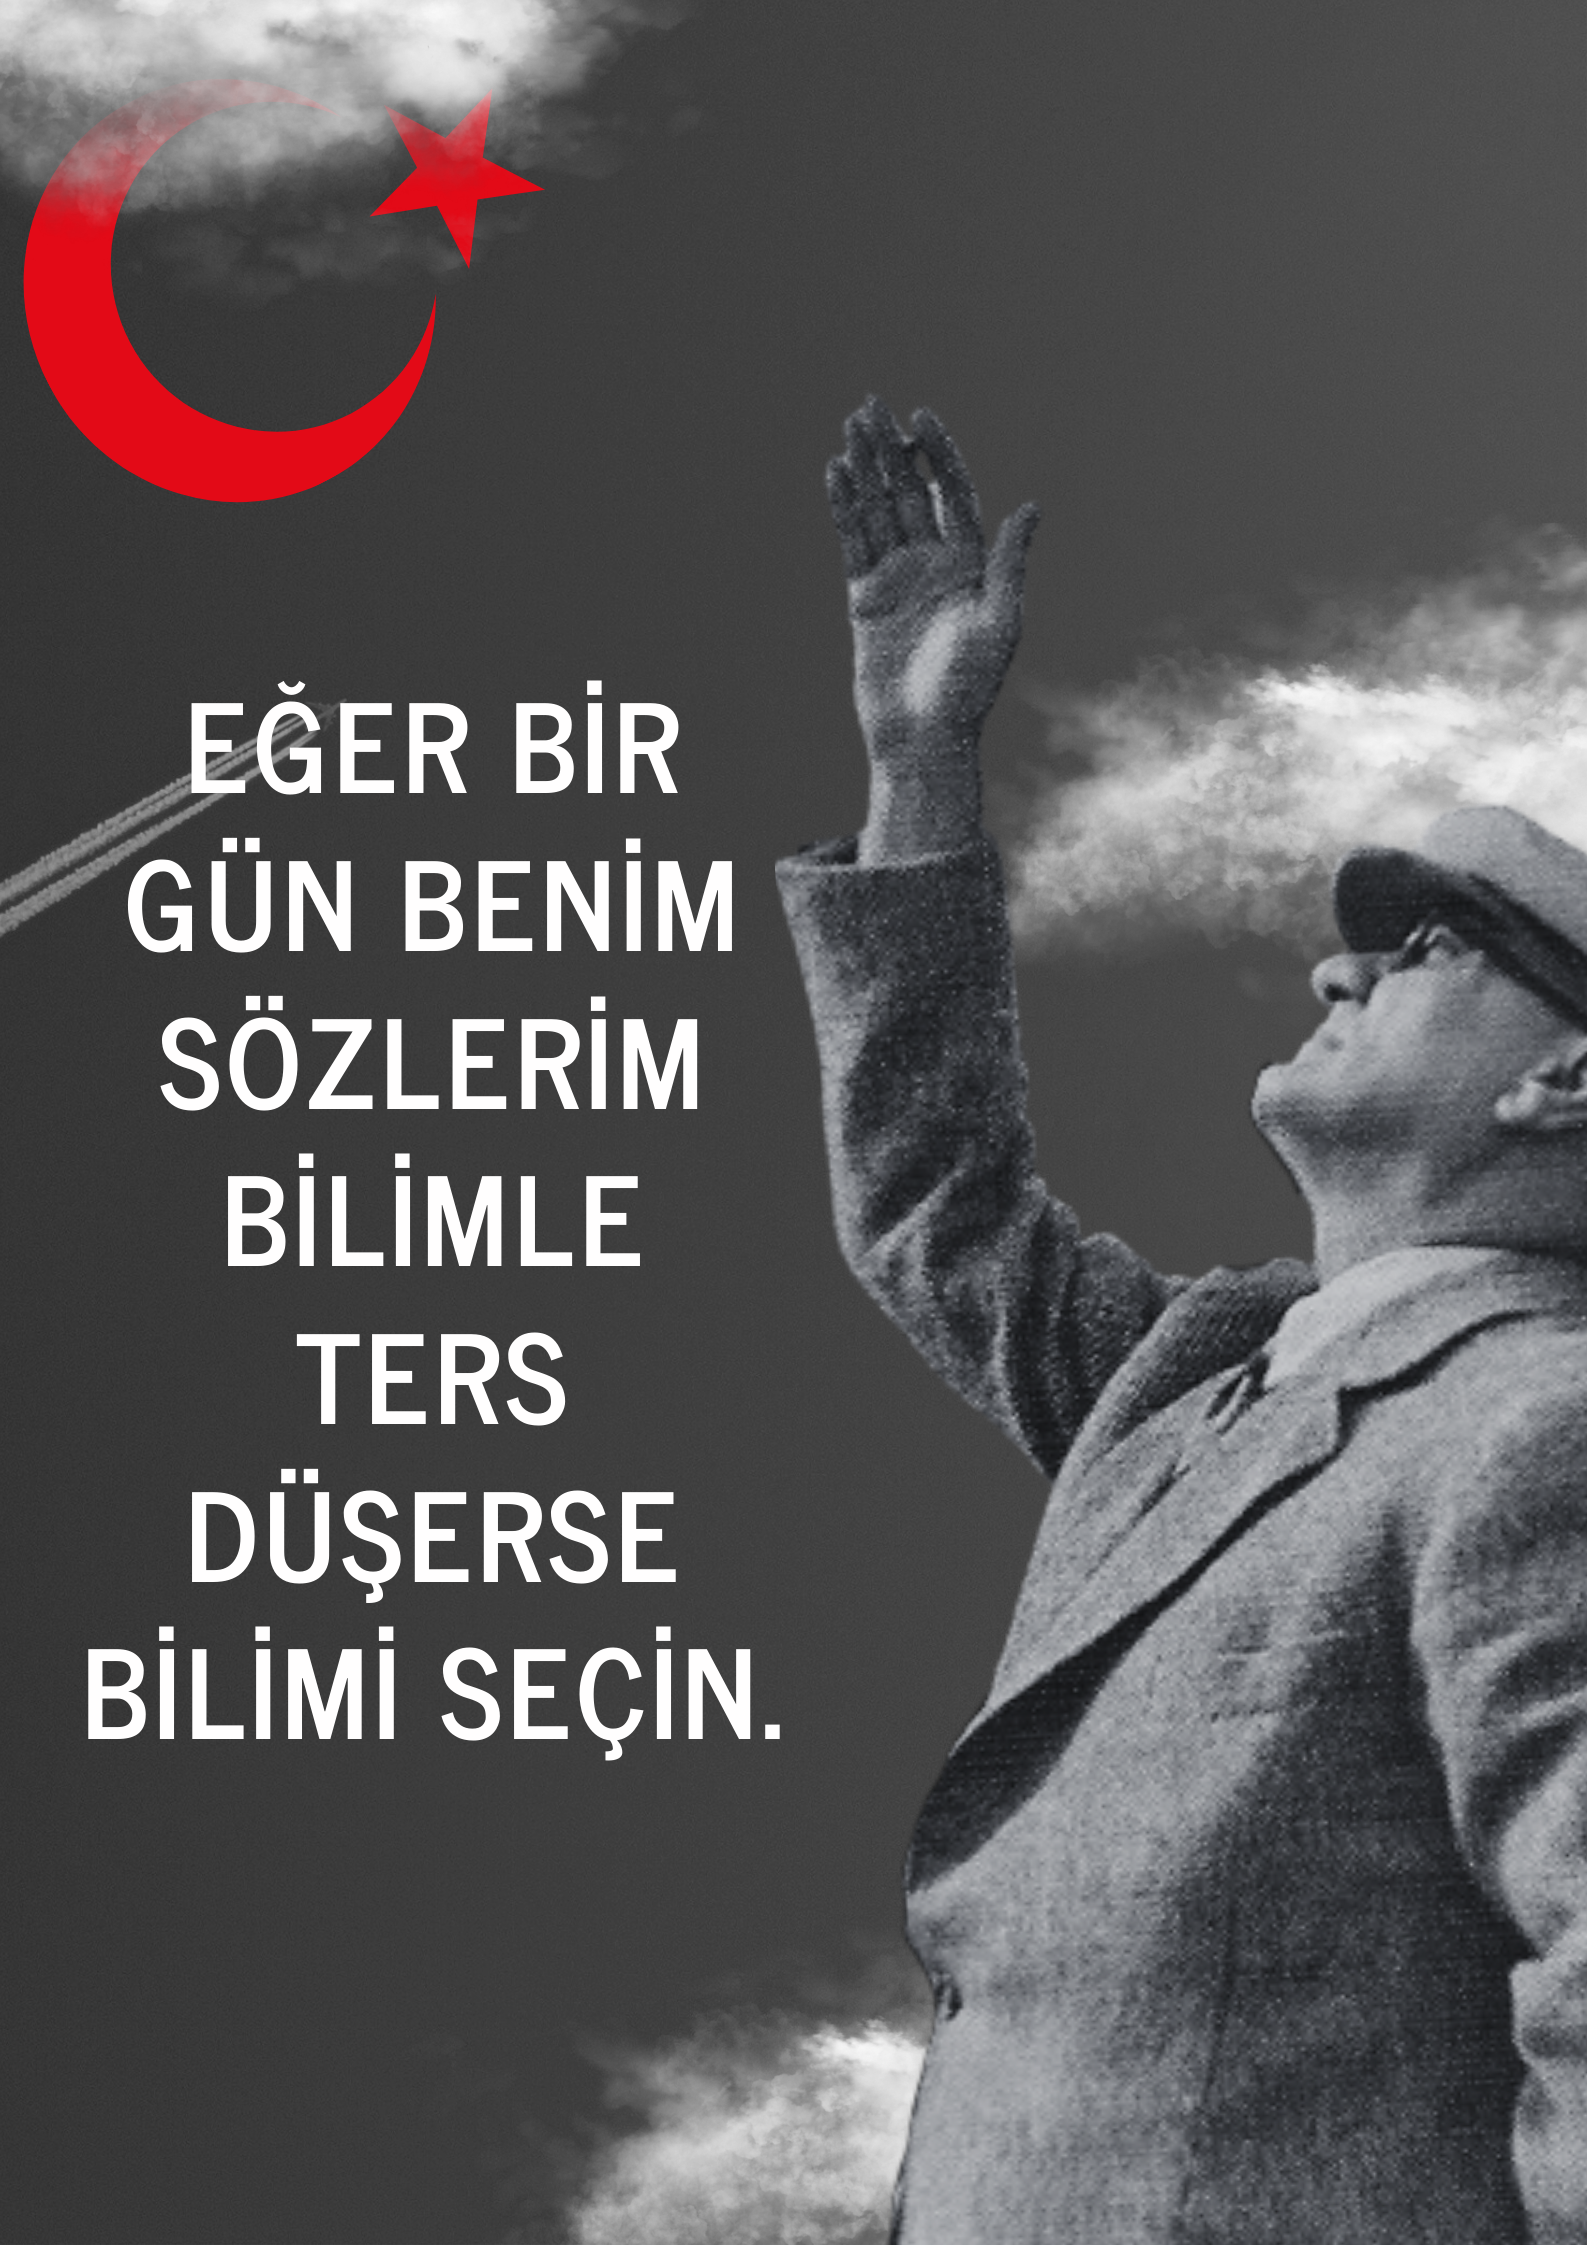 EĞER BİR
GÜN BENİM
SÖZLERİM
BİLİMLE
TERS
DÜŞERSE
BİLİMİ SEÇİN.